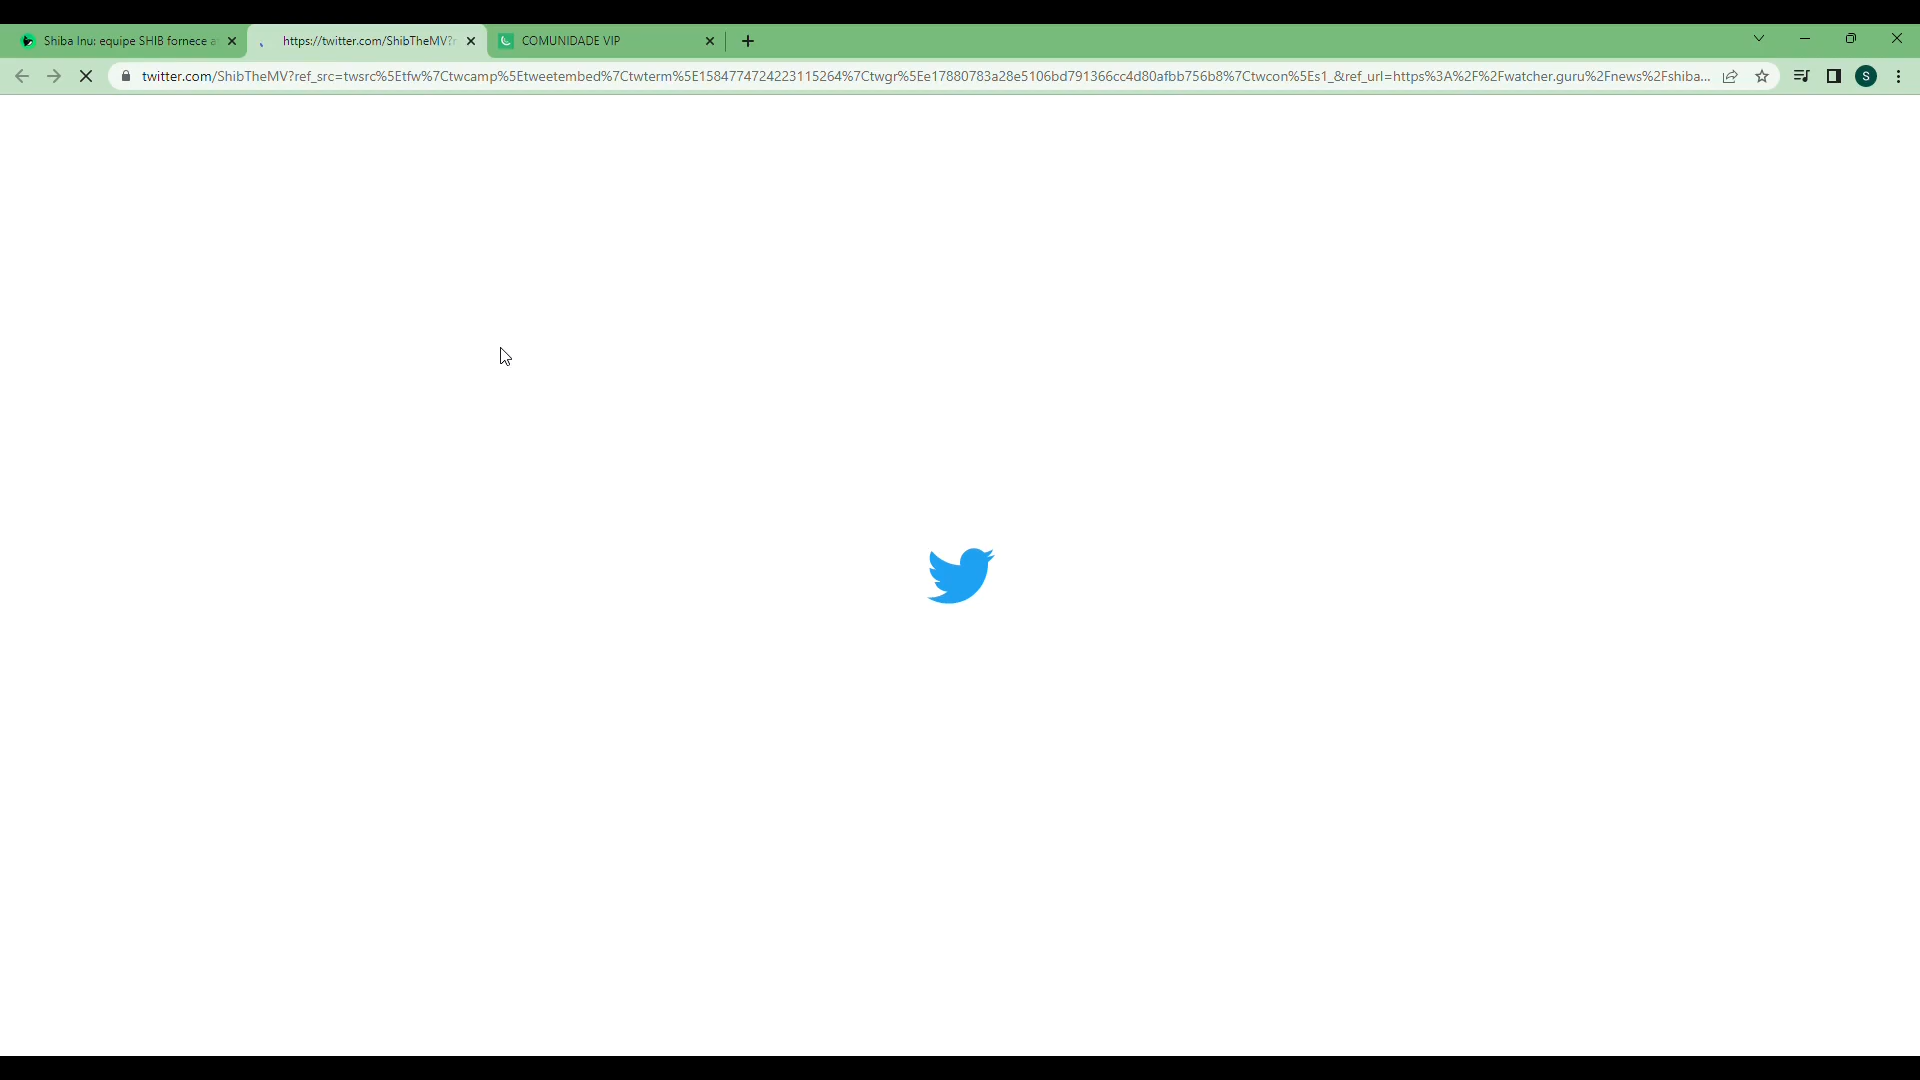 Shiba Inu: equipe SHIB fornece a
https://twitter.com/ShibTheMV?r
COMUNIDADE VIP
twitter.com/ShibTheMV?ref_src=twsrc%5Etfw%7Ctwcamp%5Etweetembed%7Ctwterm%5E1584774724223115264%7Ctwgr%5Ee17880783a28e5106bd791366cc4d80afbb756b8%7Ctwcon%5Es1_&ref_url=https%3A%2F%2Fwatcher.guru%2Fnews%2Fshiba...
S